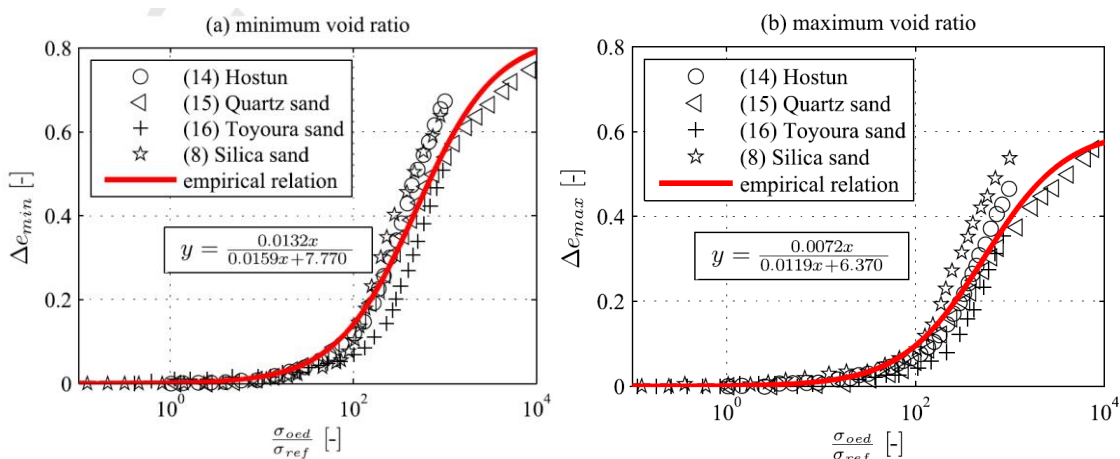 (a) minimum void ratio
0.8
0.6
0.4
0.2
0
Δe_min [-]
(14) Hostun
(15) Quartz sand
(16) Toyoura sand
(8) Silica sand
empirical relation
y = 0.0132x / 0.0159x+7.770
10^0
10^2
10^4
σ_oed / σ_ref [-]
(b) maximum void ratio
0.8
0.6
0.4
0.2
0
Δe_max [-]
(14) Hostun
(15) Quartz sand
(16) Toyoura sand
(8) Silica sand
empirical relation
y = 0.0072x / 0.0119x+6.370
10^0
10^2
10^4
σ_oed / σ_ref [-]